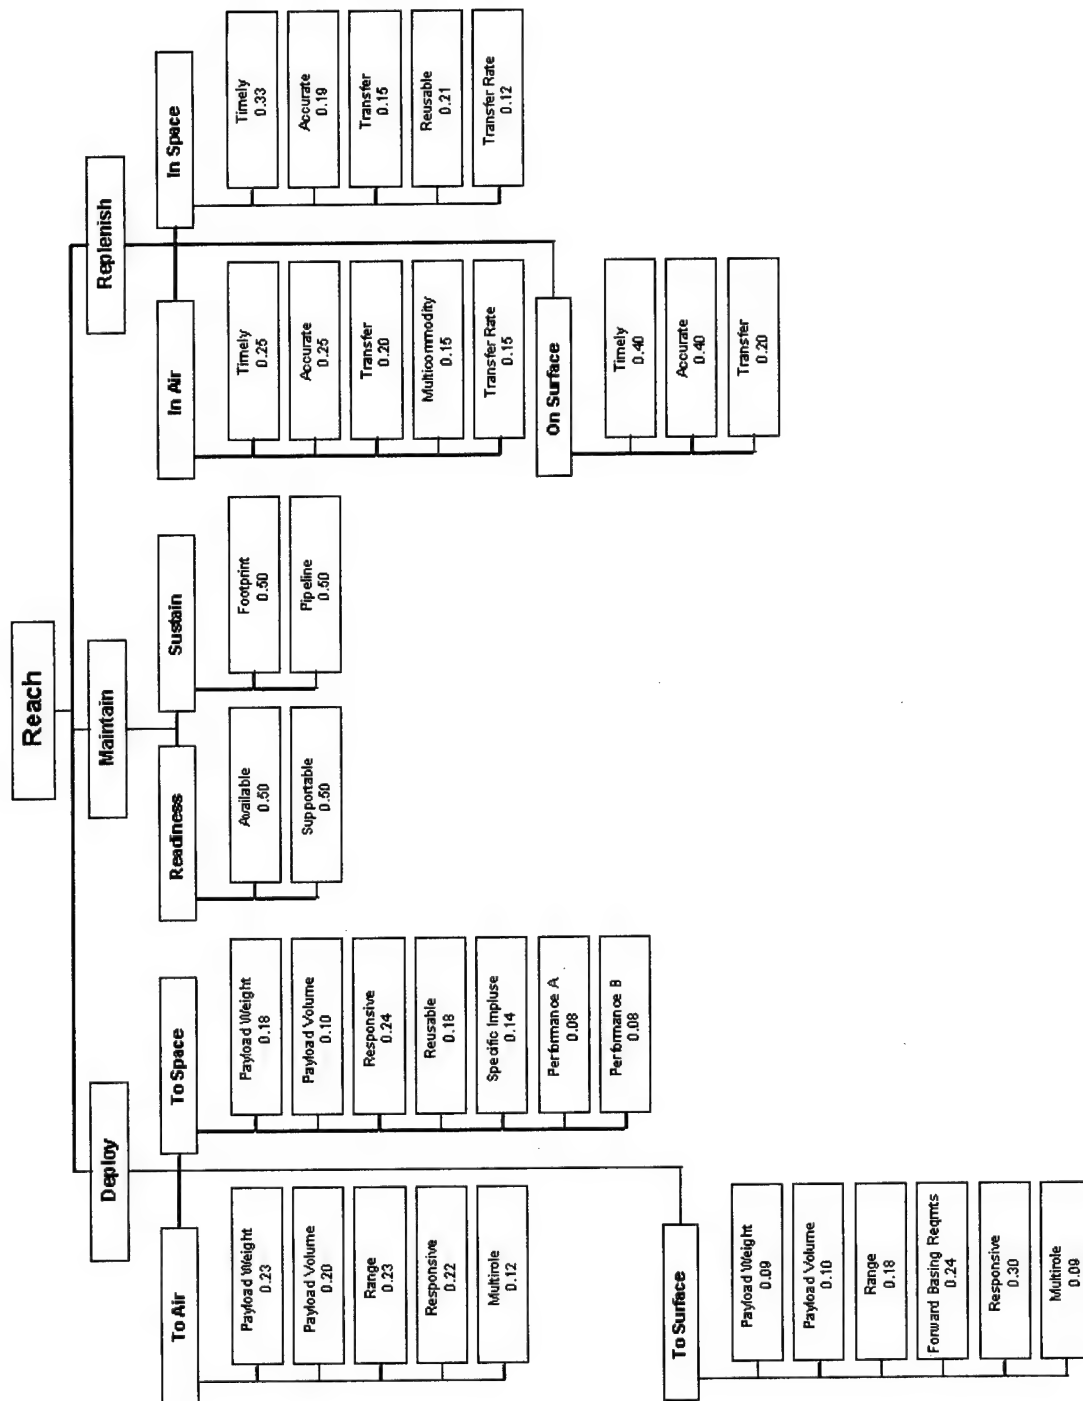 Reach
Deploy
Maintain
Replenish
To Air
Payload Weight
0.23
Payload Volume
0.20
Range
0.23
Responsive
0.22
Multirole
0.12
To Space
Payload Weight
0.18
Payload Volume
0.10
Responsive
0.24
Reusable
0.18
Specific Impluse
0.14
Performance A
0.08
Performance B
0.08
To Surface
Payload Weight
0.09
Payload Volume
0.10
Range
0.18
Forward Basing Reqmts
0.24
Responsive
0.30
Multirole
0.09
Readiness
Available
0.50
Supportable
0.50
Sustain
Footprint
0.50
Pipeline
0.50
In Air
Timely
0.25
Accurate
0.25
Transfer
0.20
Multicommodity
0.15
Transfer Rate
0.15
In Space
Timely
0.33
Accurate
0.19
Transfer
0.15
Reusable
0.21
Transfer Rate
0.12
On Surface
Timely
0.40
Accurate
0.40
Transfer
0.20